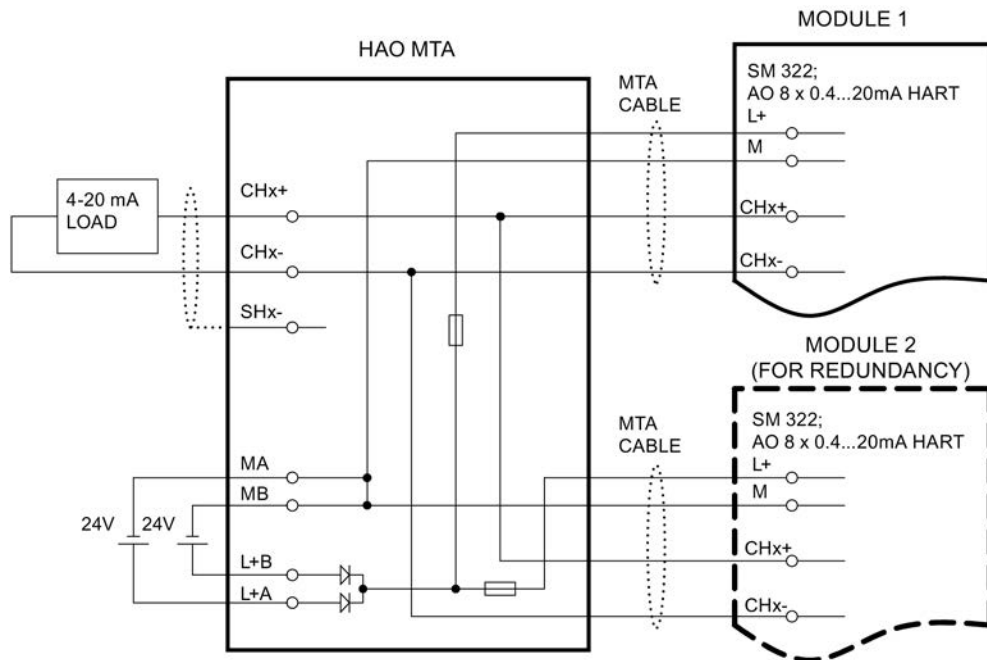 MODULE 1
HAO MTA
SM 322;
AO 8 x 0.4...20mA HART
MTA
CABLE
L+
M
4-20 mA
LOAD
CHx+
CHx+
CHx-
CHx-
SHx-
MODULE 2
(FOR REDUNDANCY)
SM 322;
AO 8 x 0.4...20mA HART
MTA
CABLE
L+
M
MA
MB
24V 24V
CHx+
L+B
L+A
CHx-